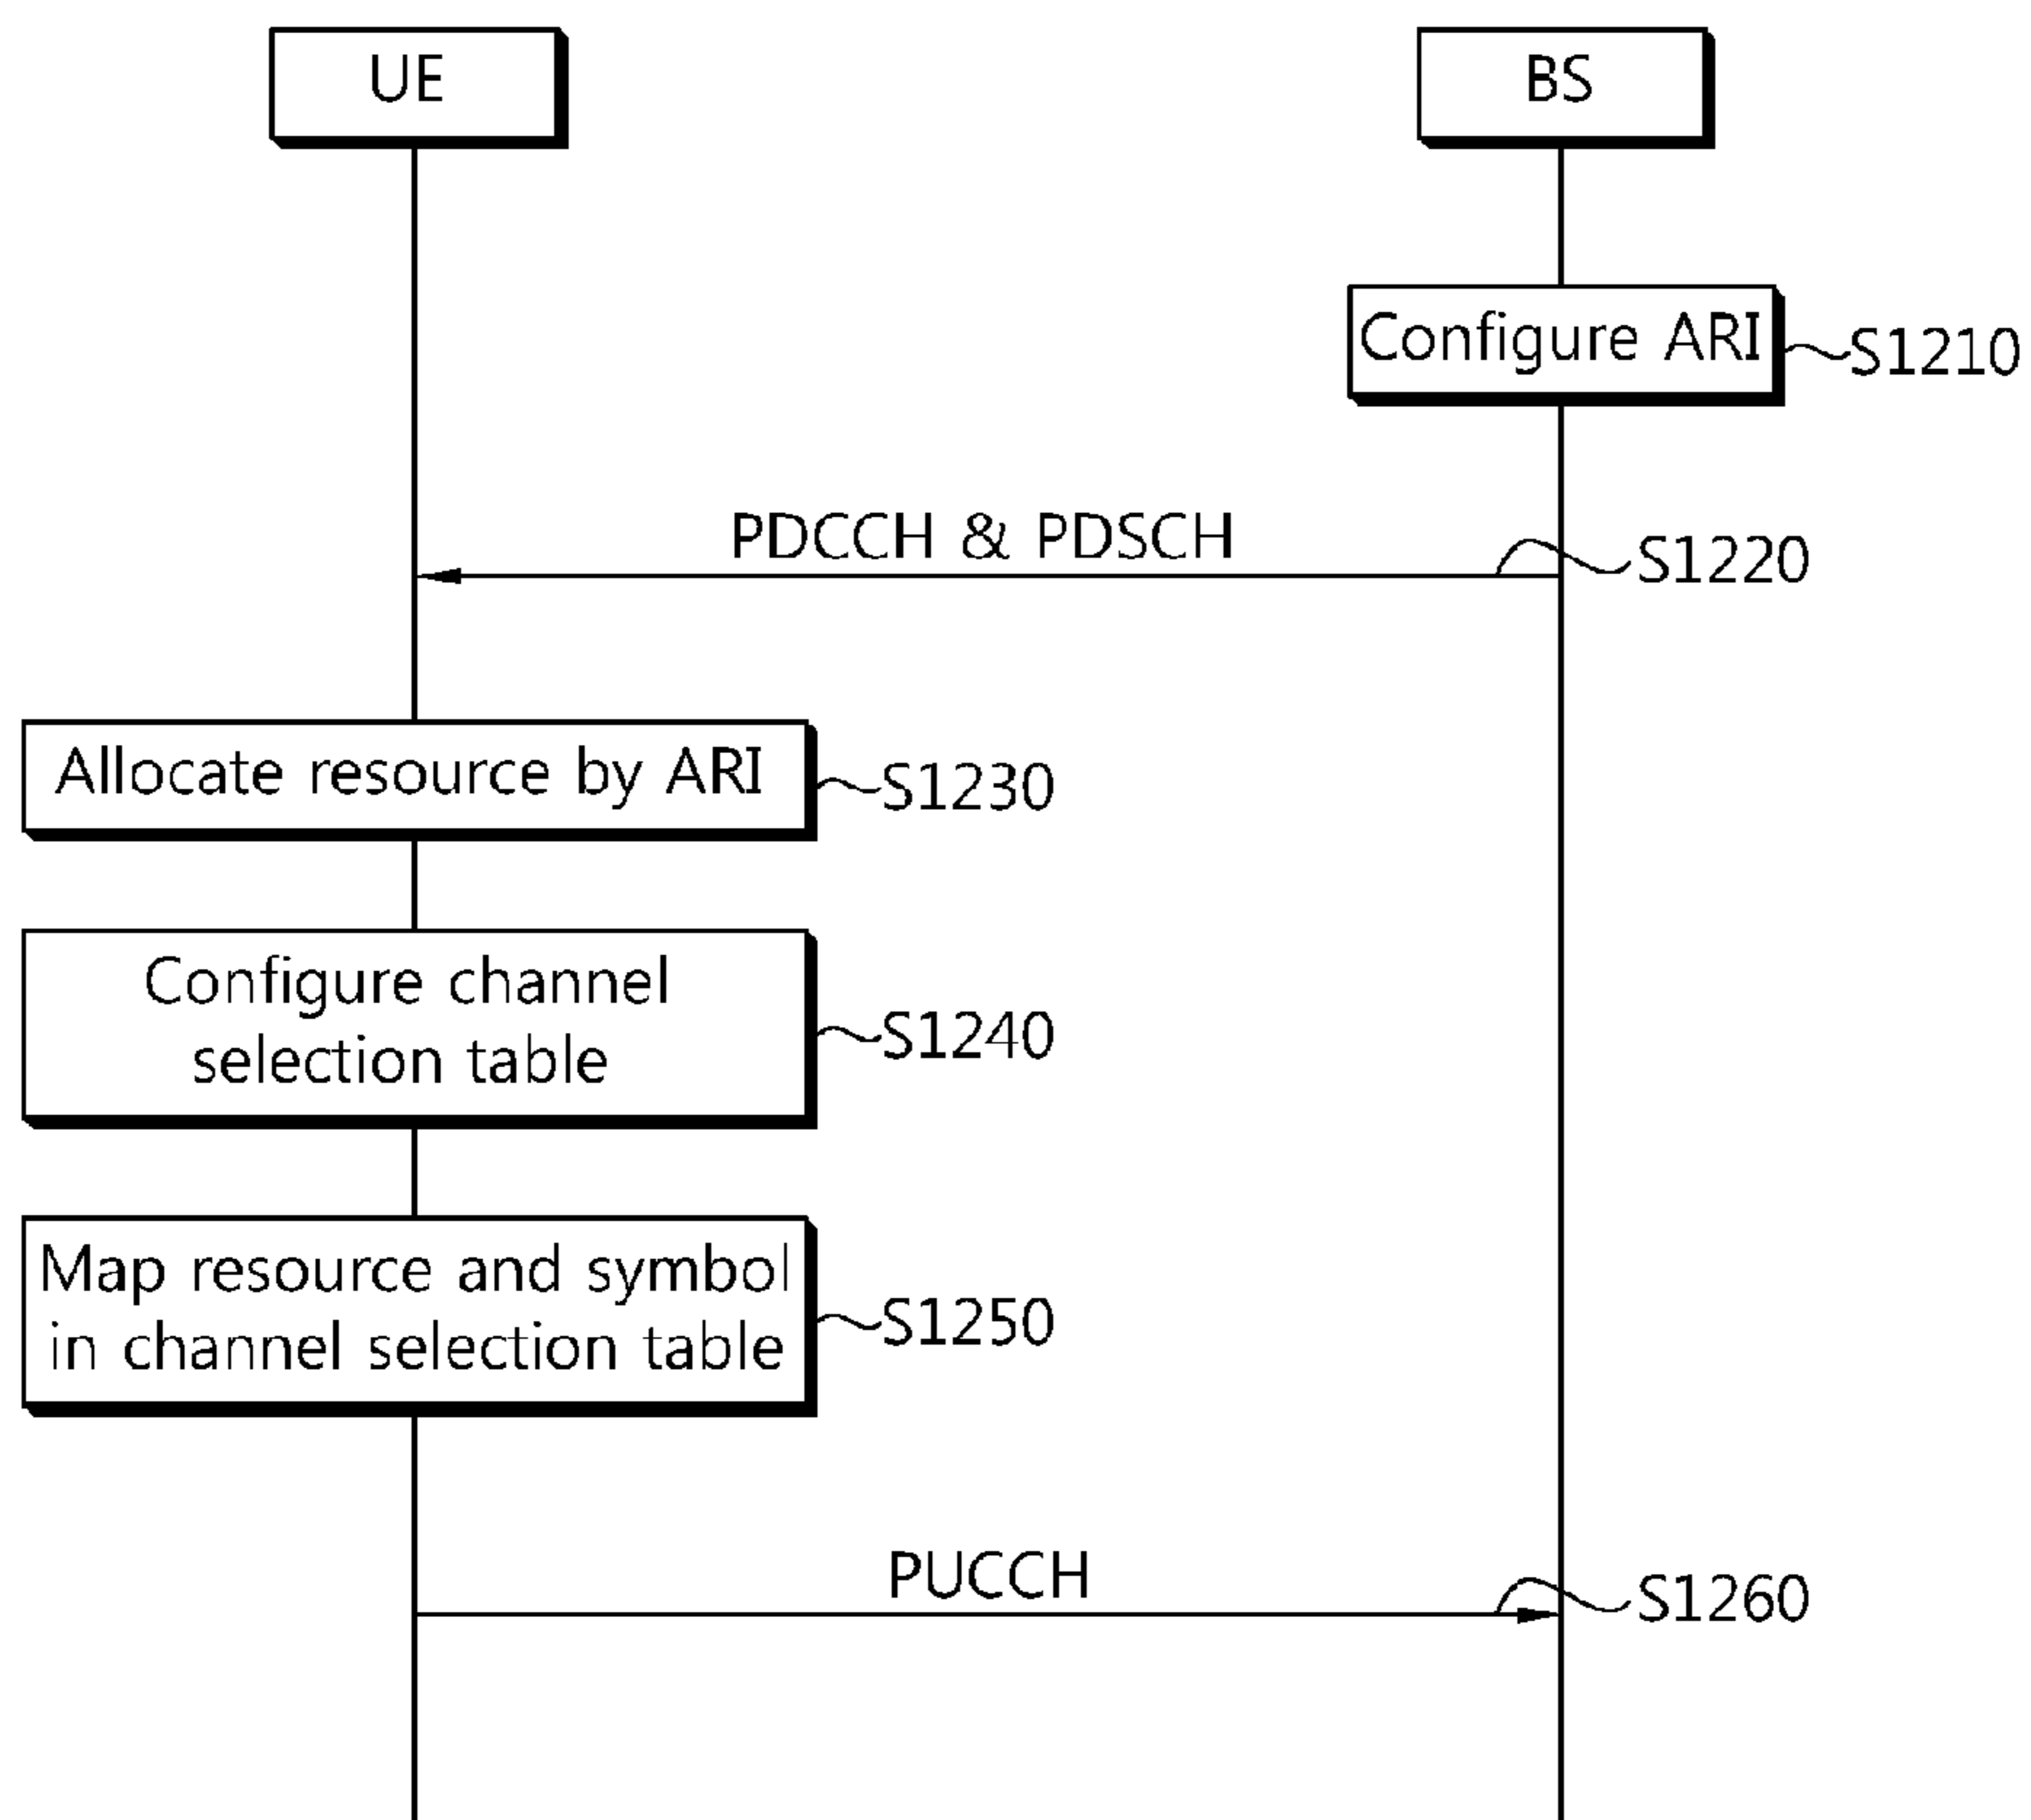 UE
BS
Configure ARI
S1210
PDCCH & PDSCH
S1220
Allocate resource by ARI
S1230
Configure channel
selection table
S1240
Map resource and symbol
in channel selection table
S1250
PUCCH
S1260